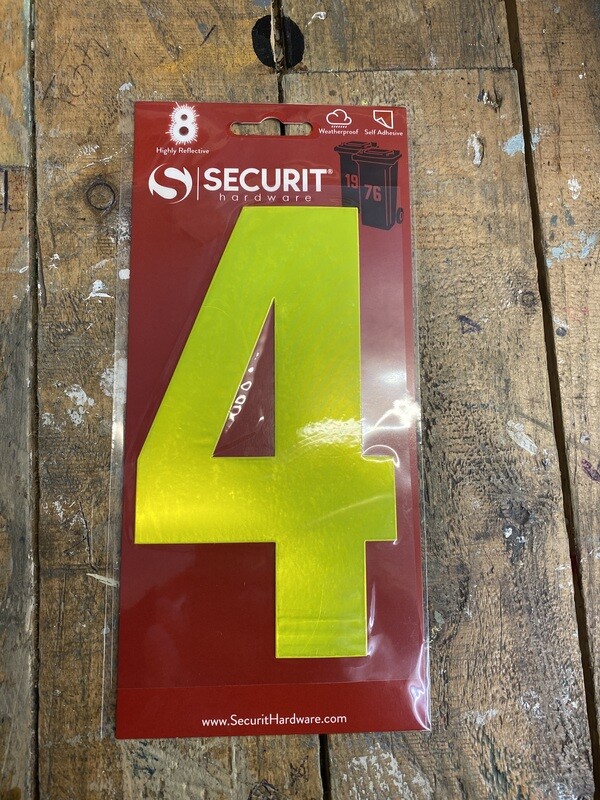 8
Highly Reflective
Weatherproof
Self Adhesive
S SECURIT®
hardware
19
76
4
www.SecuritHardware.com